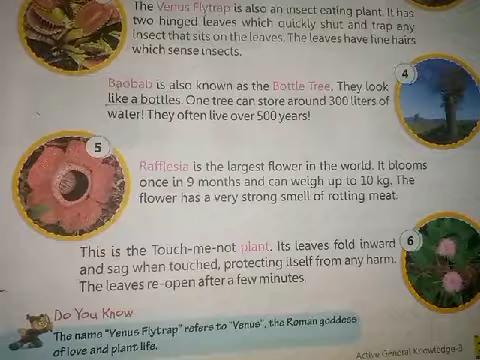 The Venus Flytrap is also an insect eating plant. It has
two hinged leaves which quickly shut and trap any
insect that sits on the leaves. The leaves have fine hairs
which sense insects.
4
Baobab is also known as the Bottle Tree. They look
like a bottles. One tree can store around 300 liters of
water! They often live over 500 years!
5
Rafflesia is the largest flower in the world. It blooms
once in 9 months and can weigh up to 10 kg. The
flower has a very strong smell of rotting meat.
6
This is the Touch-me-not plant. Its leaves fold inward
and sag when touched, protecting itself from any harm.
The leaves re-open after a few minutes.
Do You Know
The name "Venus Flytrap" refers to "Venus", the Roman goddess
of love and plant life.
Active General Knowledge-3